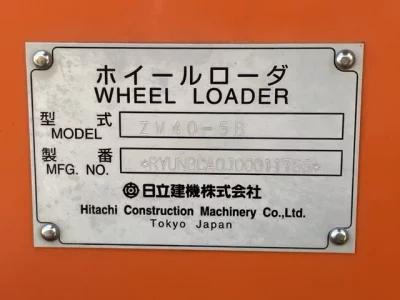 ホイールローダ
WHEEL LOADER
型式 ZW40-5B
MODEL
製番
MFG. NO.
日立建機株式会社
Hitachi Construction Machinery Co.,Ltd.
Tokyo Japan